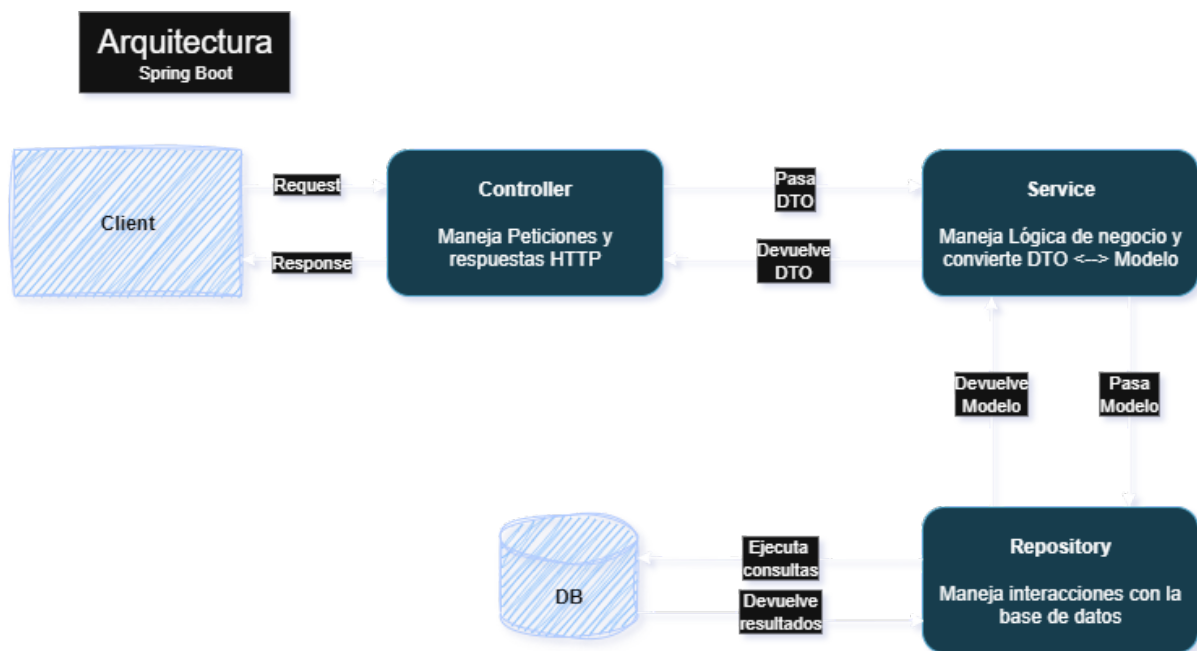 Arquitectura
Spring Boot
Client
Request
Response
Controller
Maneja Peticiones y
respuestas HTTP
Pasa
DTO
Devuelve
DTO
Service
Maneja Lógica de negocio y
convierte DTO <--> Modelo
Devuelve
Modelo
Pasa
Modelo
Repository
Maneja interacciones con la
base de datos
Ejecuta
consultas
Devuelve
resultados
DB